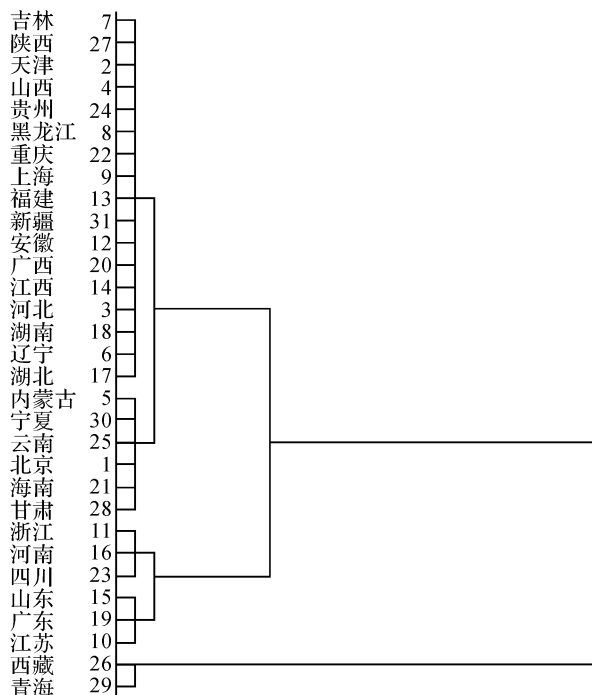 吉林 7
陕西 27
天津 2
山西 4
贵州 24
黑龙江 8
重庆 22
上海 9
福建 13
新疆 31
安徽 12
广西 20
江西 14
河北 3
湖南 18
辽宁 6
湖北 17
内蒙古 5
宁夏 30
云南 25
北京 1
海南 21
甘肃 28
浙江 11
河南 16
四川 23
山东 15
广东 19
江苏 10
西藏 26
青海 29